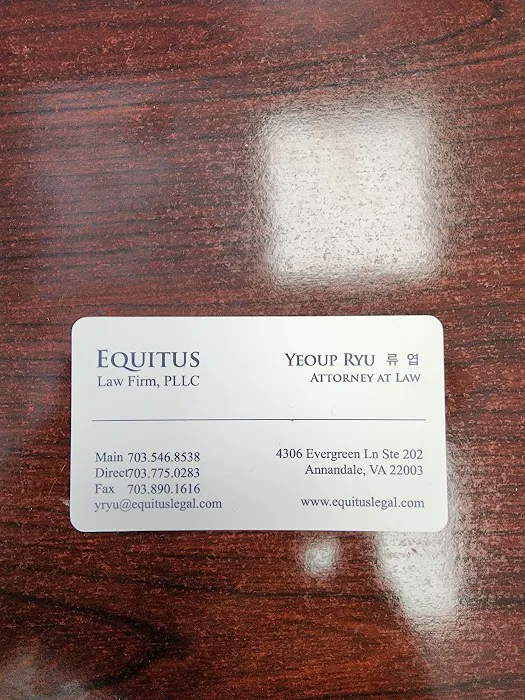 EQUITUS
Law Firm, PLLC
YEOUP RYU 류 엽
ATTORNEY AT LAW
Main 703.546.8538
Direct703.775.0283
Fax 703.890.1616
yryu@equituslegal.com
4306 Evergreen Ln Ste 202
Annandale, VA 22003
www.equituslegal.com